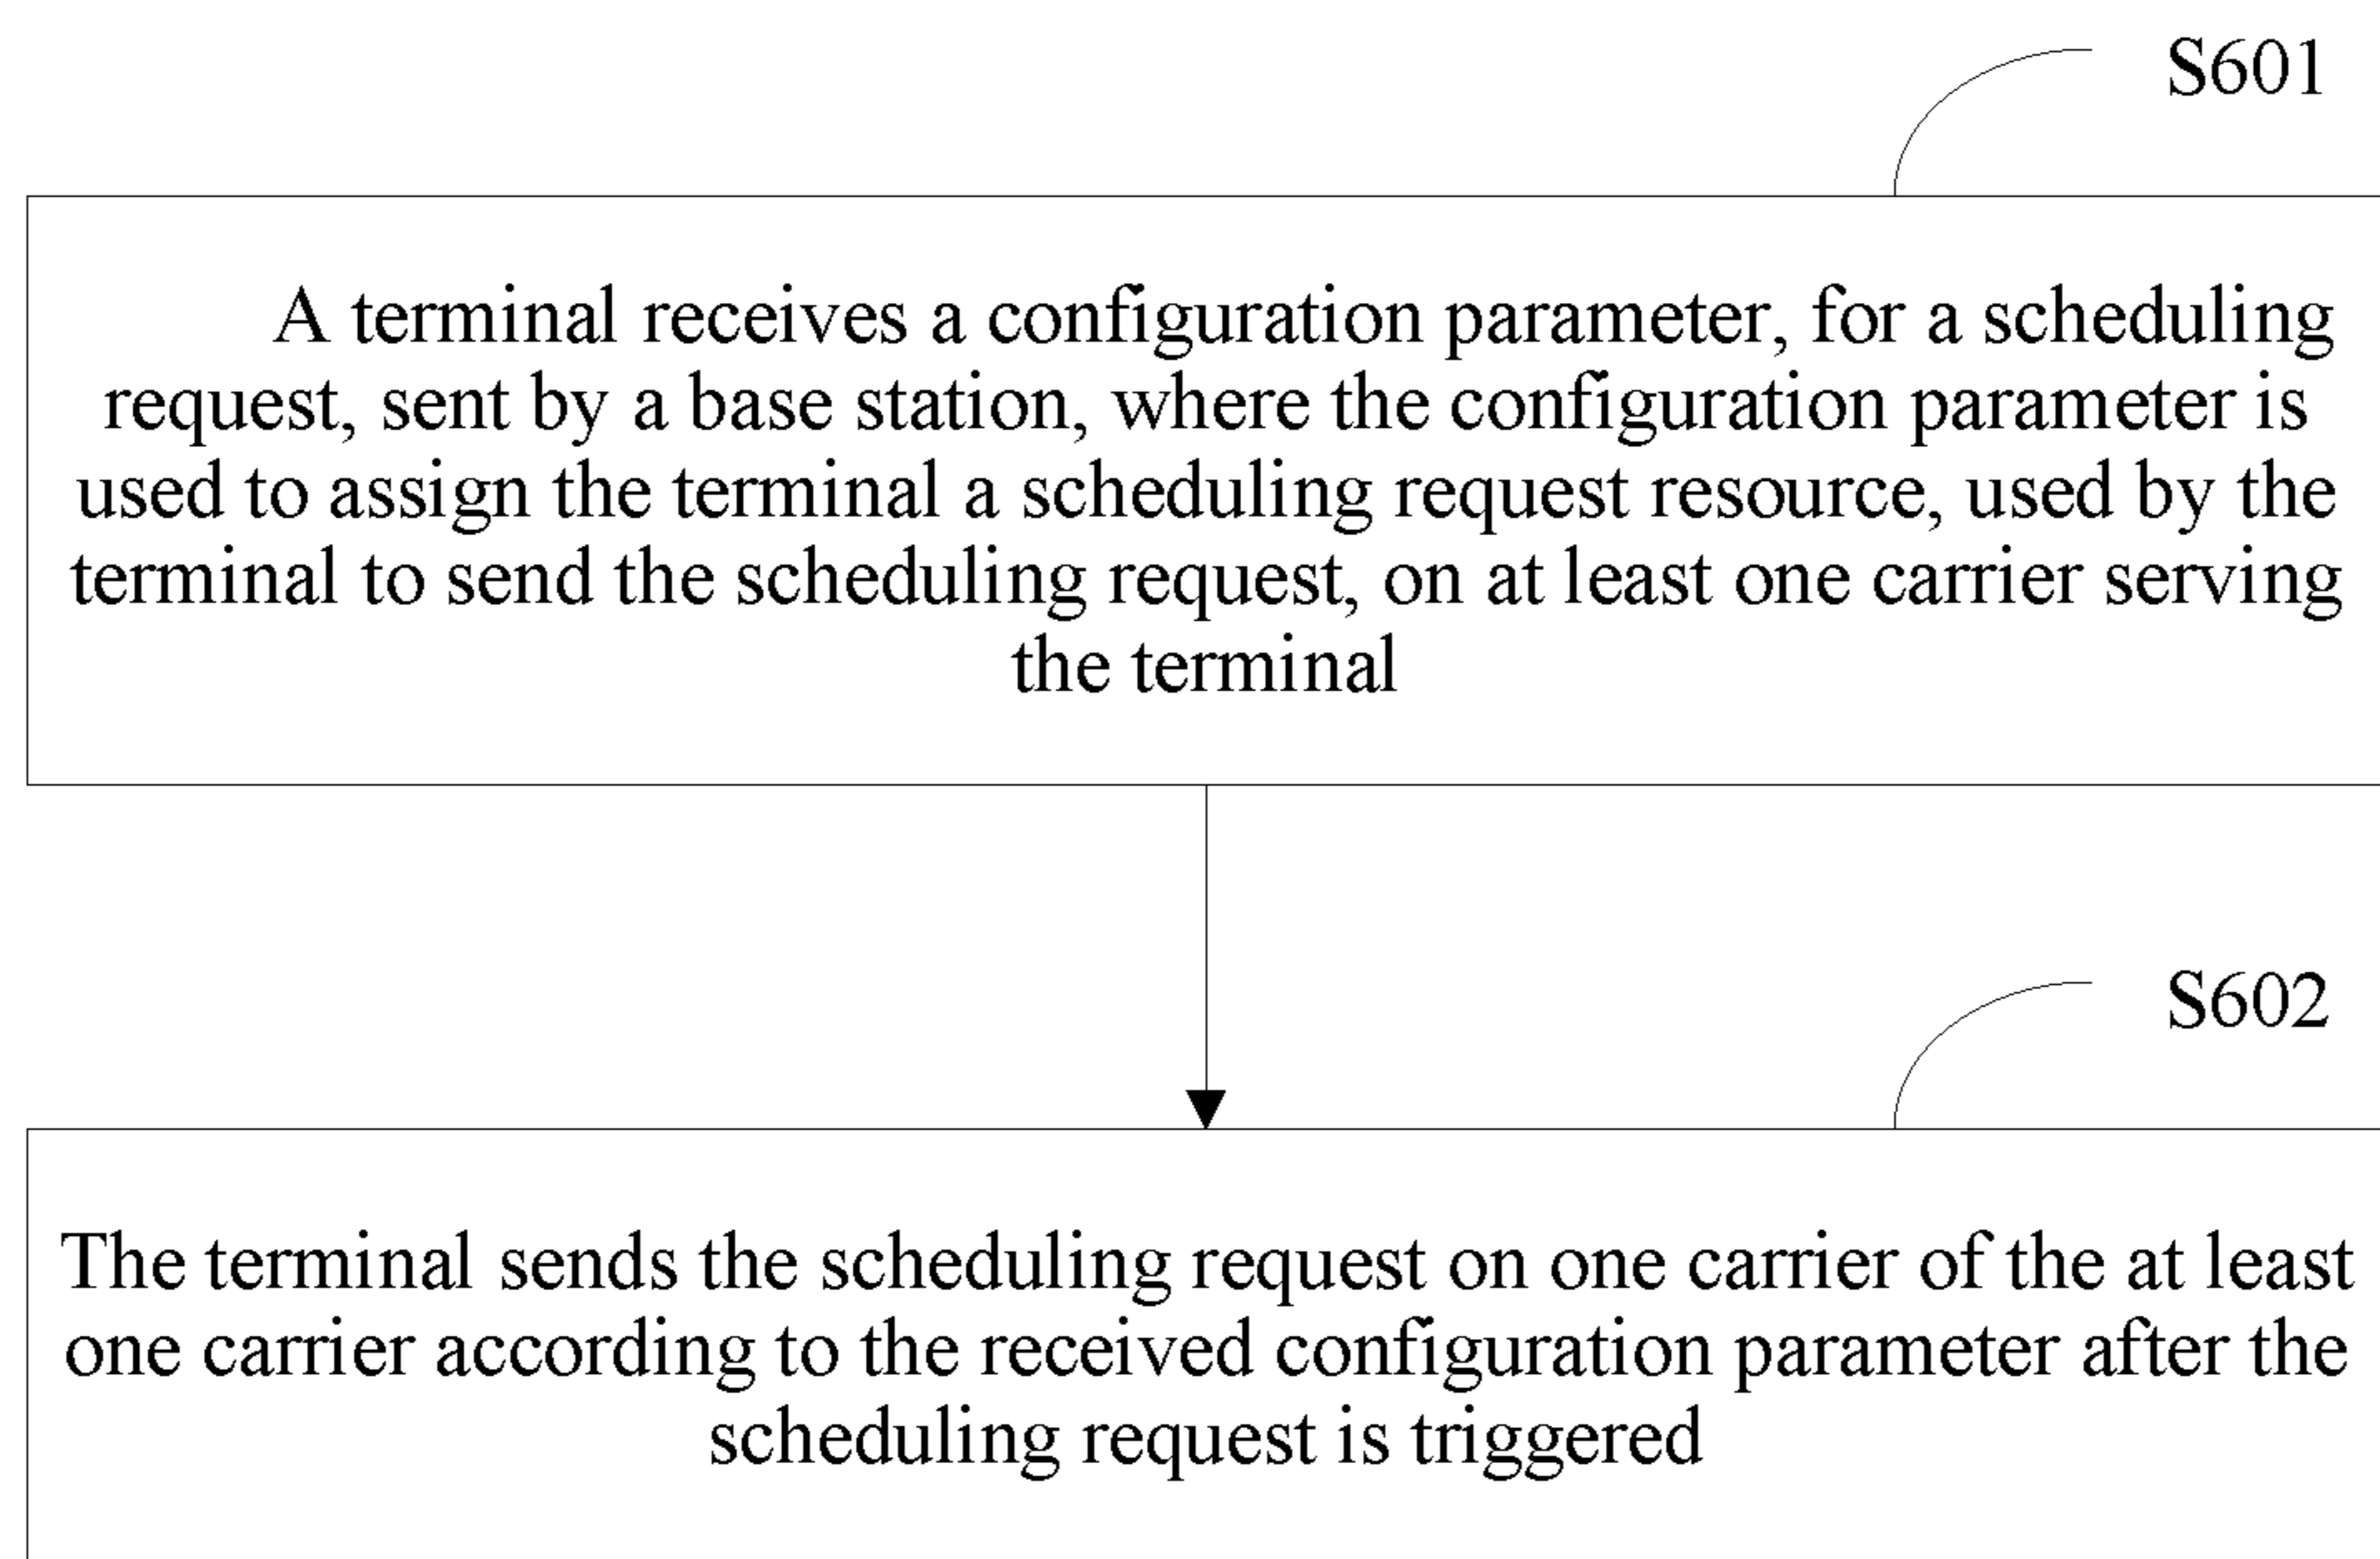 S601
A terminal receives a configuration parameter, for a scheduling
request, sent by a base station, where the configuration parameter is
used to assign the terminal a scheduling request resource, used by the
terminal to send the scheduling request, on at least one carrier serving
the terminal
S602
The terminal sends the scheduling request on one carrier of the at least
one carrier according to the received configuration parameter after the
scheduling request is triggered